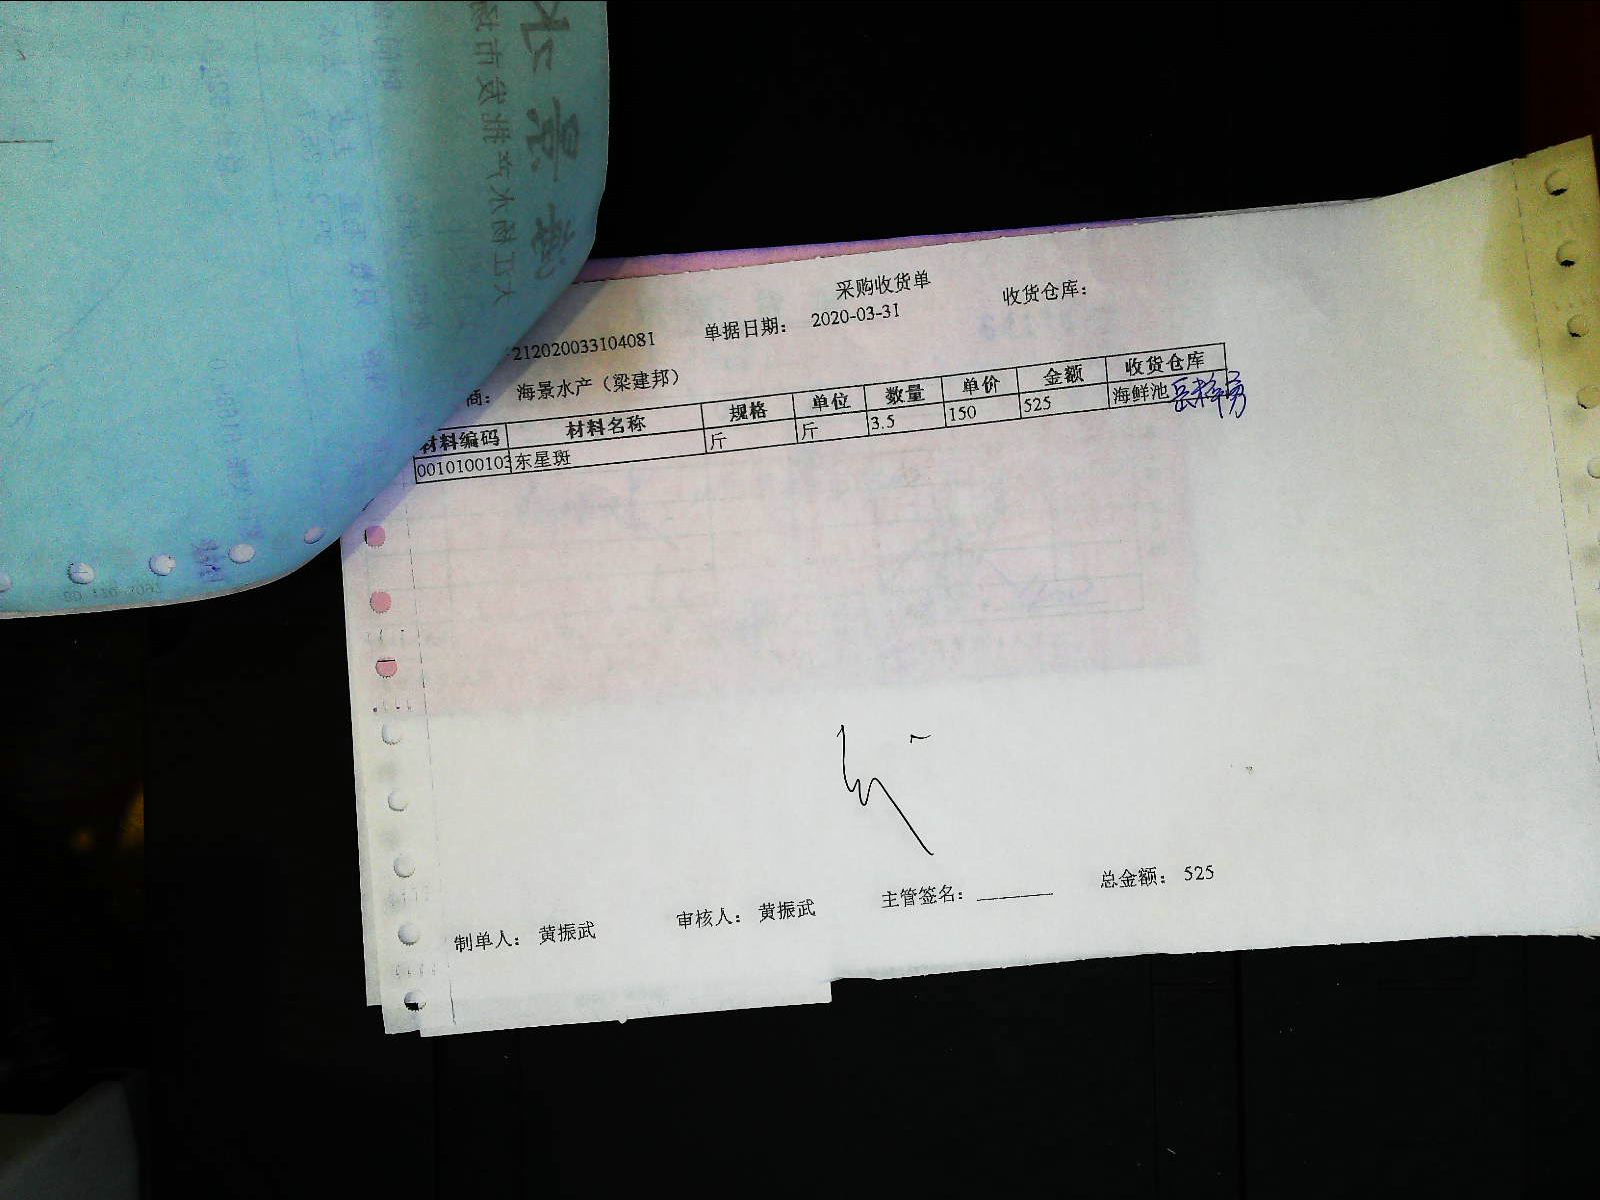 采购收货单
212020033104081 单据日期： 2020-03-31 收货仓库：
商： 海景水产（梁建邦）
材料编码 材料名称 规格 单位 数量 单价 金额 收货仓库
0010100103 东星斑 斤 斤 3.5 150 525 海鲜池
制单人： 黄振武 审核人： 黄振武 主管签名： 总金额： 525